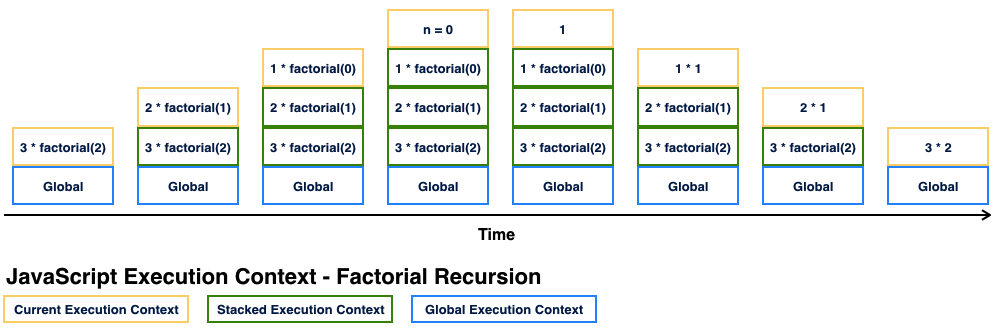 n = 0
1
1 * factorial(0)
1 * factorial(0)
1 * factorial(0)
1 * 1
2 * factorial(1)
2 * factorial(1)
2 * factorial(1)
2 * factorial(1)
2 * factorial(1)
2 * 1
3 * factorial(2)
3 * factorial(2)
3 * factorial(2)
3 * factorial(2)
3 * factorial(2)
3 * factorial(2)
3 * factorial(2)
3 * 2
Global
Global
Global
Global
Global
Global
Global
Global
Time
JavaScript Execution Context - Factorial Recursion
Current Execution Context
Stacked Execution Context
Global Execution Context